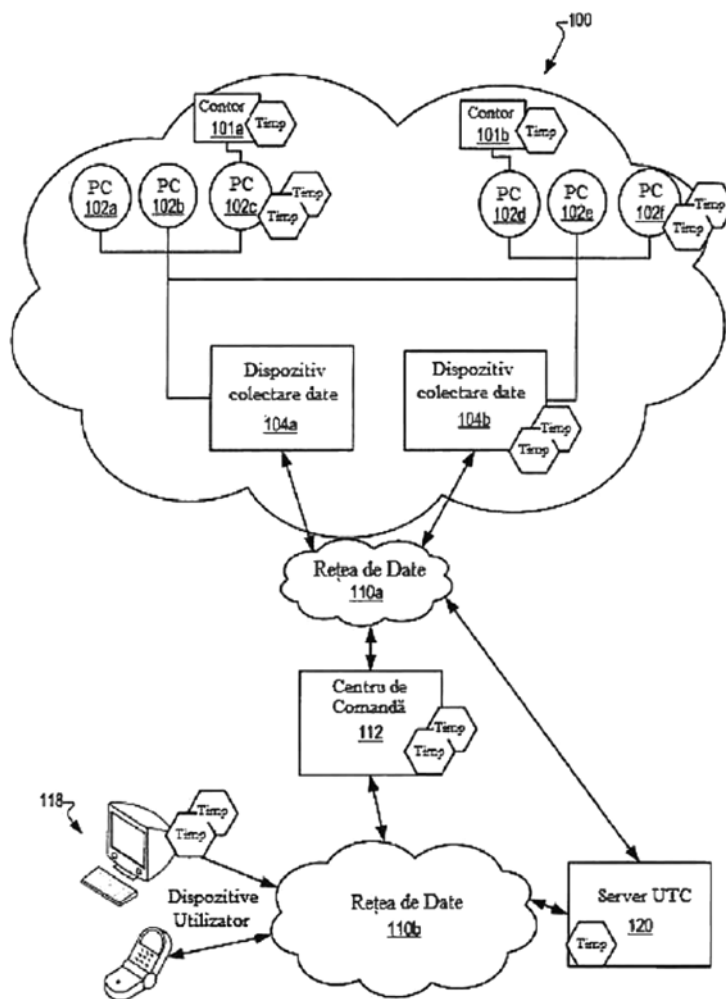 100
Contor
101a
Timp
Contor
101b
Timp
PC
102a
PC
102b
PC
102c
Timp
Timp
PC
102d
PC
102e
PC
102f
Timp
Timp
Dispozitiv
colectare date
104a
Dispozitiv
colectare date
104b
Timp
Timp
Rețea de Date
110a
Centru de
Comandă
112
Timp
Timp
118
Timp
Timp
Dispozitive
Utilizator
Rețea de Date
110b
Server UTC
120
Timp